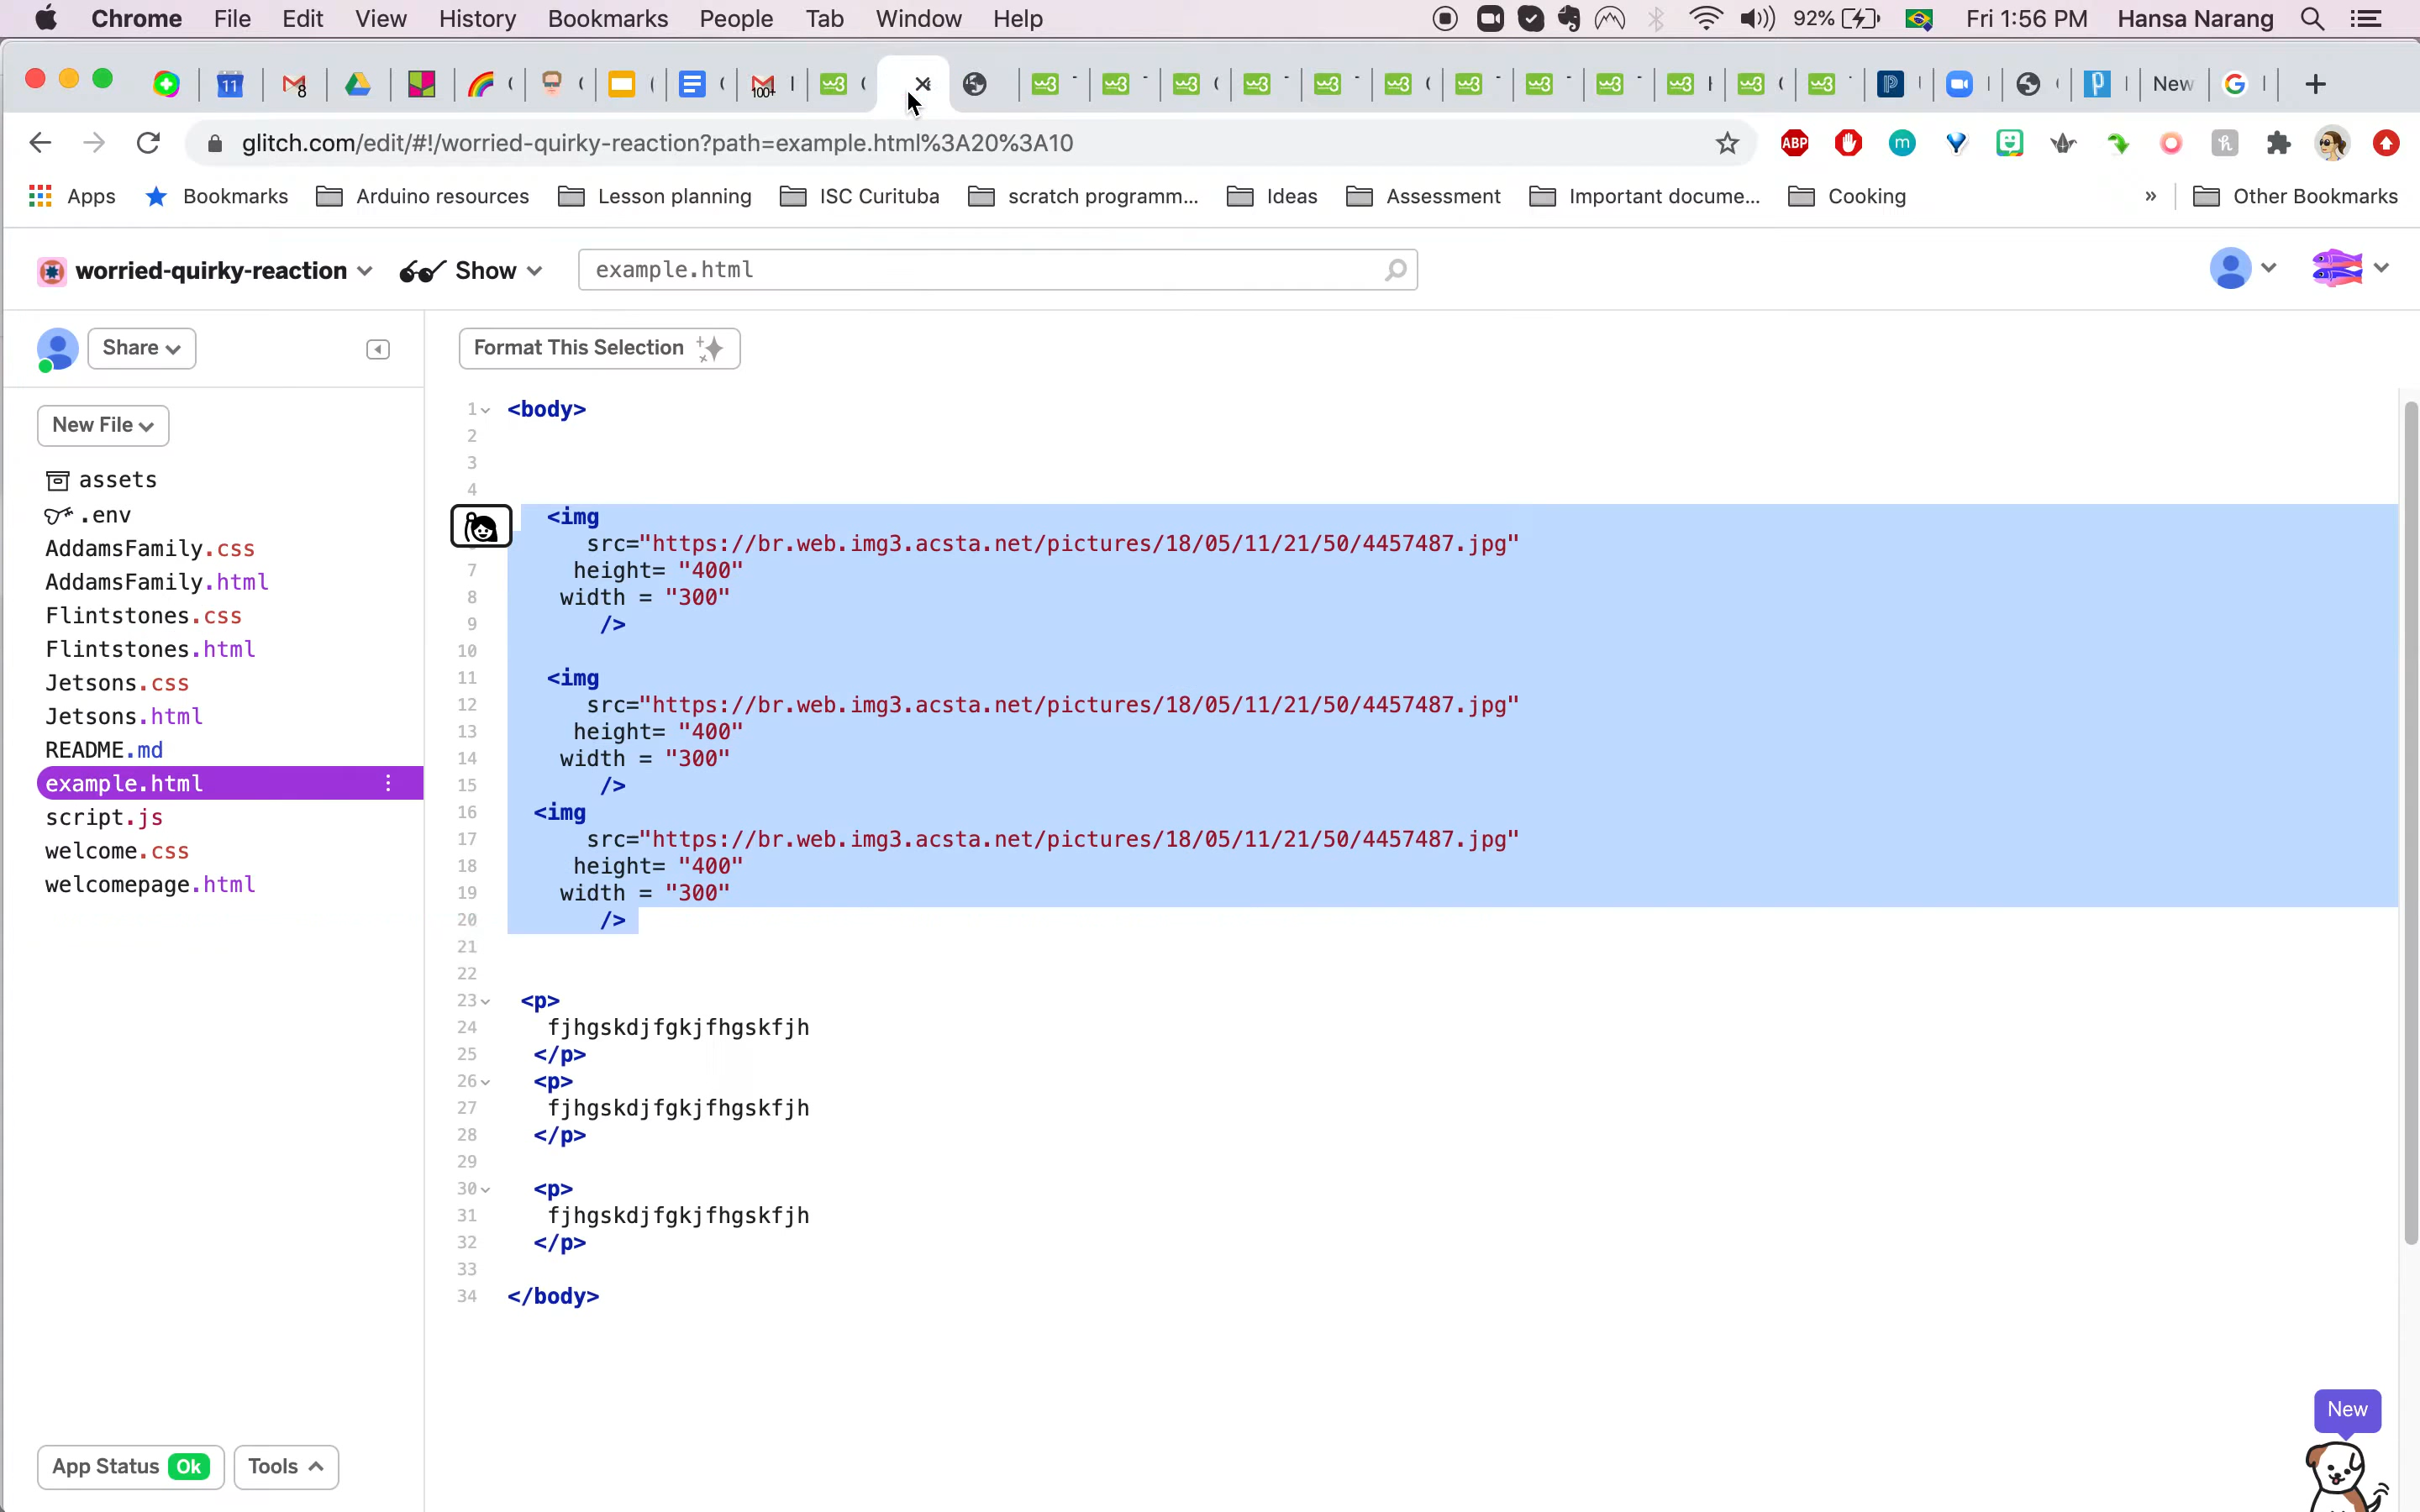 Chrome File Edit View History Bookmarks People Tab Window Help 92% Fri 1:56 PM Hansa Narang
11 8 100+ New
glitch.com/edit/#!/worried-quirky-reaction?path=example.html%3A20%3A10 ABP m
Apps Bookmarks Arduino resources Lesson planning ISC Curituba scratch programm... Ideas Assessment Important docume... Cooking » Other Bookmarks
worried-quirky-reaction Show example.html
Share Format This Selection
New File
assets
.env
AddamsFamily.css
AddamsFamily.html
Flintstones.css
Flintstones.html
Jetsons.css
Jetsons.html
README.md
example.html
script.js
welcome.css
welcomepage.html
App Status Ok Tools
1 <body>
2
3
4
<img
src="https://br.web.img3.acsta.net/pictures/18/05/11/21/50/4457487.jpg"
7 height= "400"
8 width = "300"
9 />
10
11 <img
12 src="https://br.web.img3.acsta.net/pictures/18/05/11/21/50/4457487.jpg"
13 height= "400"
14 width = "300"
15 />
16 <img
17 src="https://br.web.img3.acsta.net/pictures/18/05/11/21/50/4457487.jpg"
18 height= "400"
19 width = "300"
20 />
21
22
23 <p>
24 fjhgskdjfgkjfhgskfjh
25 </p>
26 <p>
27 fjhgskdjfgkjfhgskfjh
28 </p>
29
30 <p>
31 fjhgskdjfgkjfhgskfjh
32 </p>
33
34 </body>
New